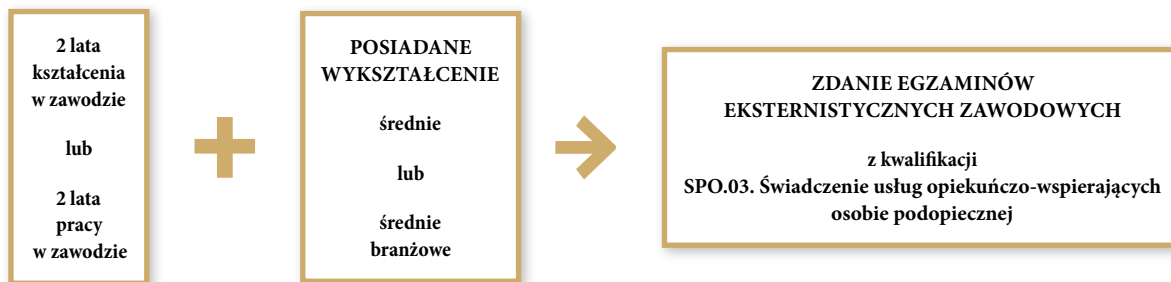 2 lata
kształcenia
w zawodzie
lub
2 lata
pracy
w zawodzie
POSIADANE
WYKSZTAŁCENIE
średnie
lub
średnie
branżowe
ZDANIE EGZAMINÓW
EKSTERNISTYCZNYCH ZAWODOWYCH
z kwalifikacji
SPO.03. Świadczenie usług opiekuńczo-wspierających
osobie podopiecznej